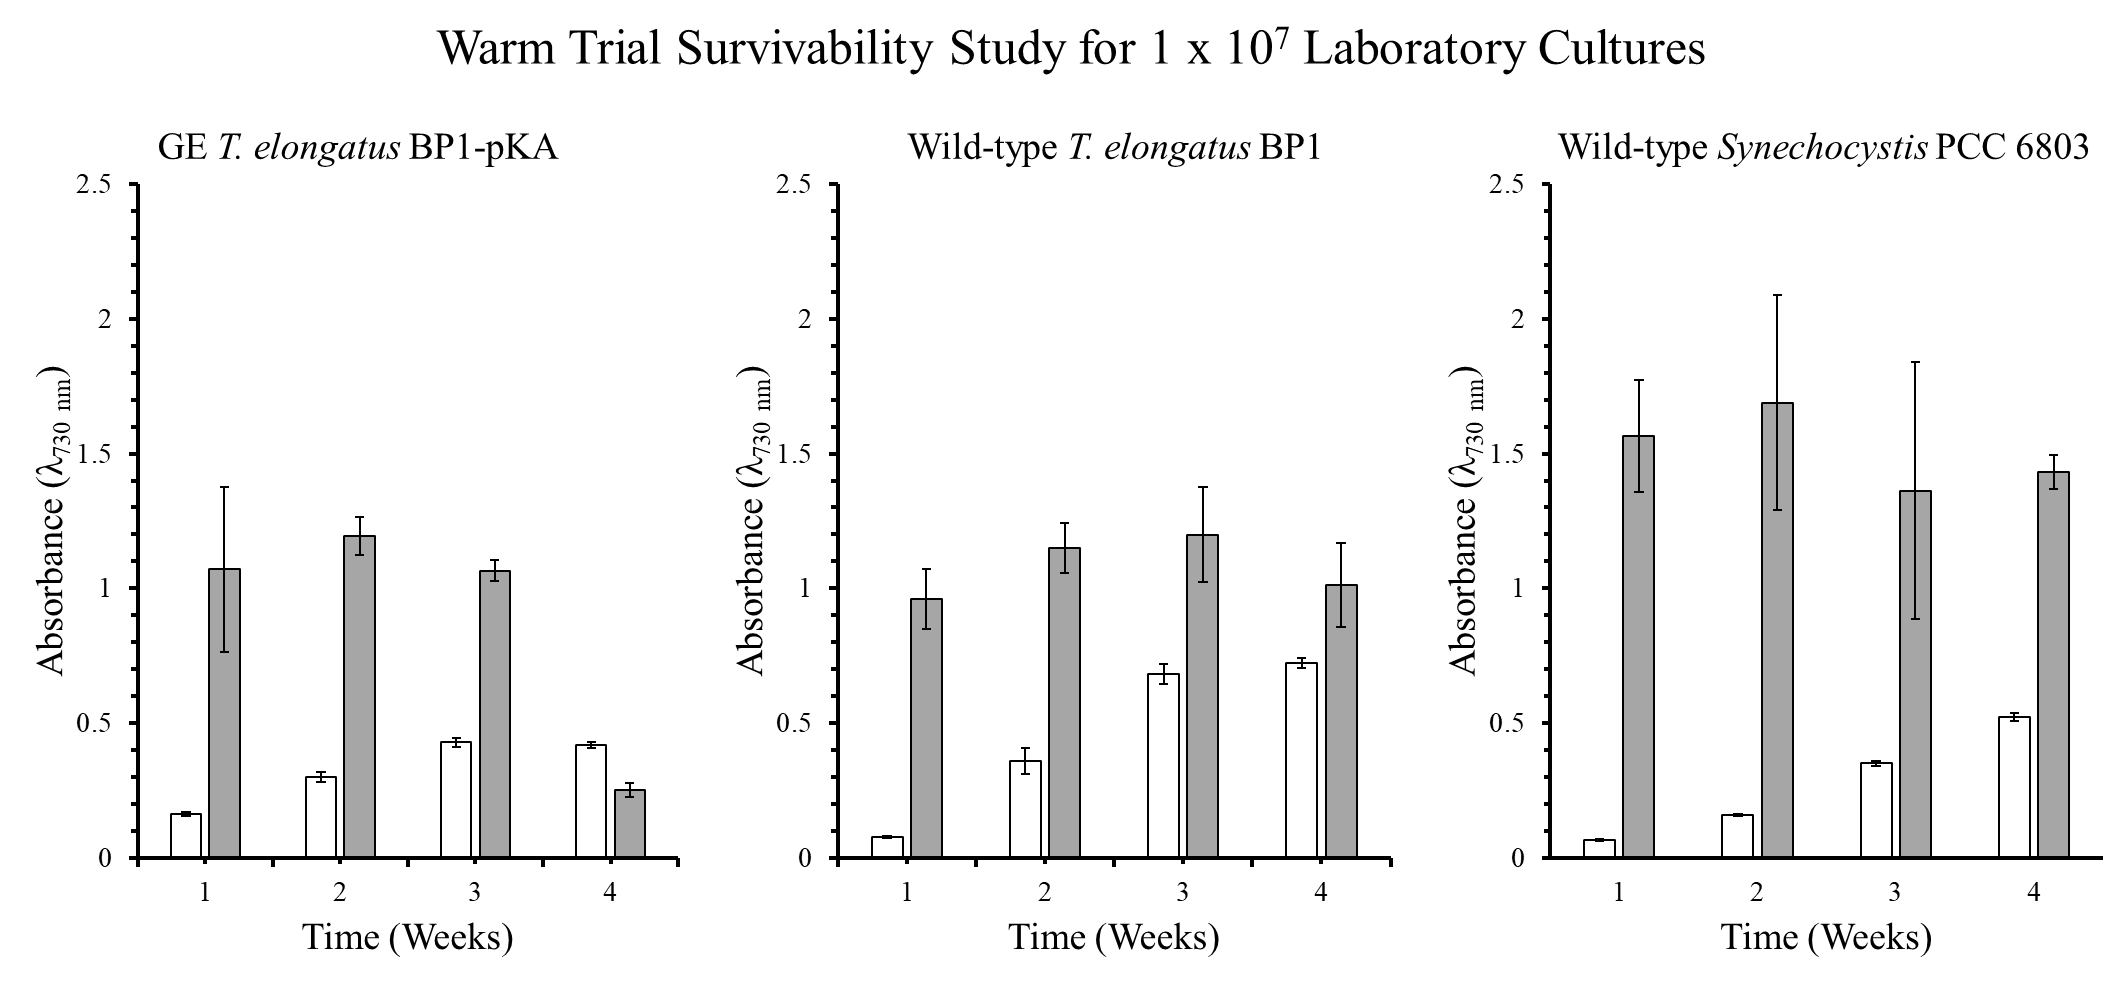 Warm Trial Survivability Study for 1 x 10⁷ Laboratory Cultures
GE T. elongatus BP1-pKA
2.5
2
1.5
1
0.5
0
Absorbance (λ730 nm)
1 2 3 4
Time (Weeks)
Wild-type T. elongatus BP1
2.5
2
1.5
1
0.5
0
Absorbance (λ730 nm)
1 2 3 4
Time (Weeks)
Wild-type Synechocystis PCC 6803
2.5
2
1.5
1
0.5
0
Absorbance (λ730 nm)
1 2 3 4
Time (Weeks)